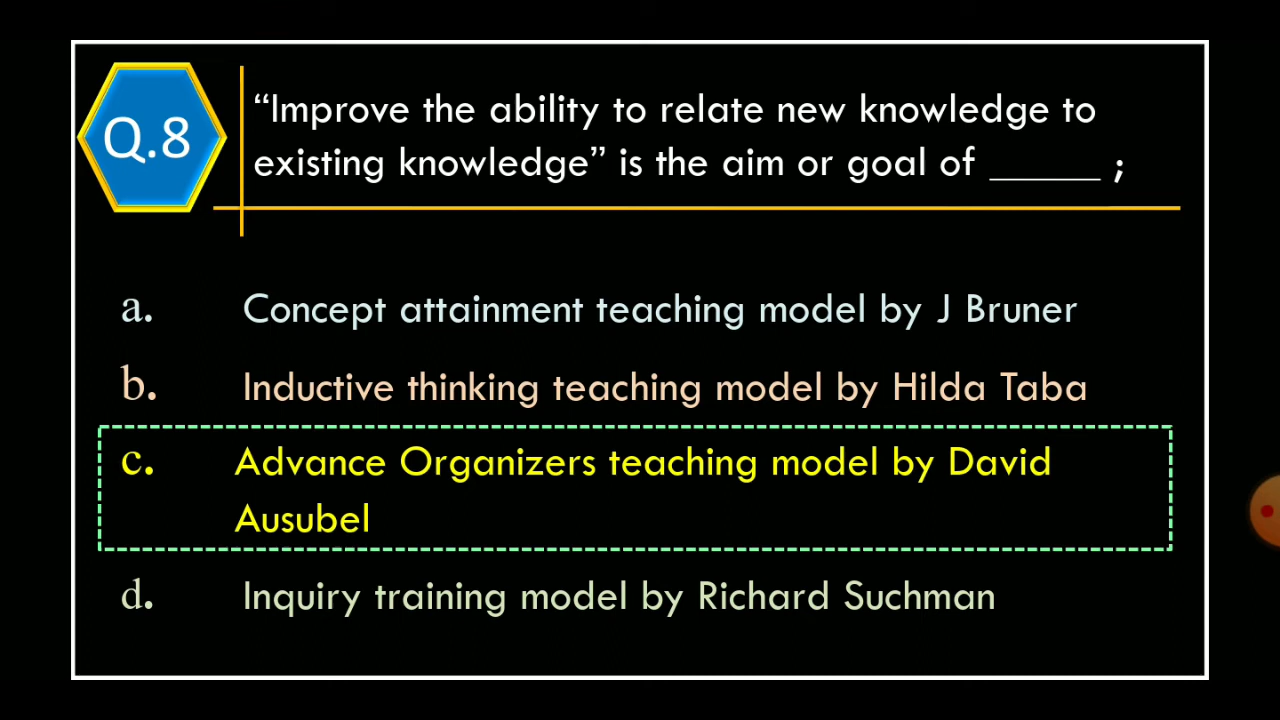 Q.8
“Improve the ability to relate new knowledge to
existing knowledge” is the aim or goal of ______ ;
a. Concept attainment teaching model by J Bruner
b. Inductive thinking teaching model by Hilda Taba
c. Advance Organizers teaching model by David
Ausubel
d. Inquiry training model by Richard Suchman